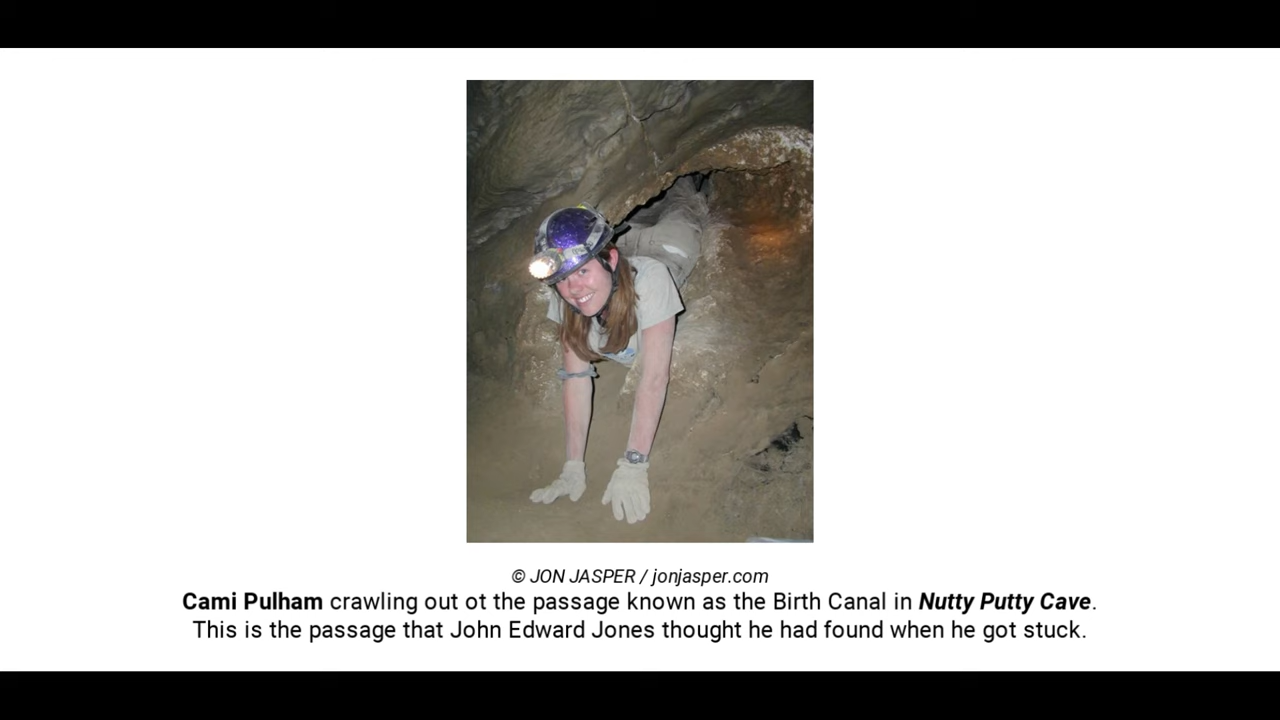 © JON JASPER / jonjasper.com
Cami Pulham crawling out ot the passage known as the Birth Canal in Nutty Putty Cave.
This is the passage that John Edward Jones thought he had found when he got stuck.